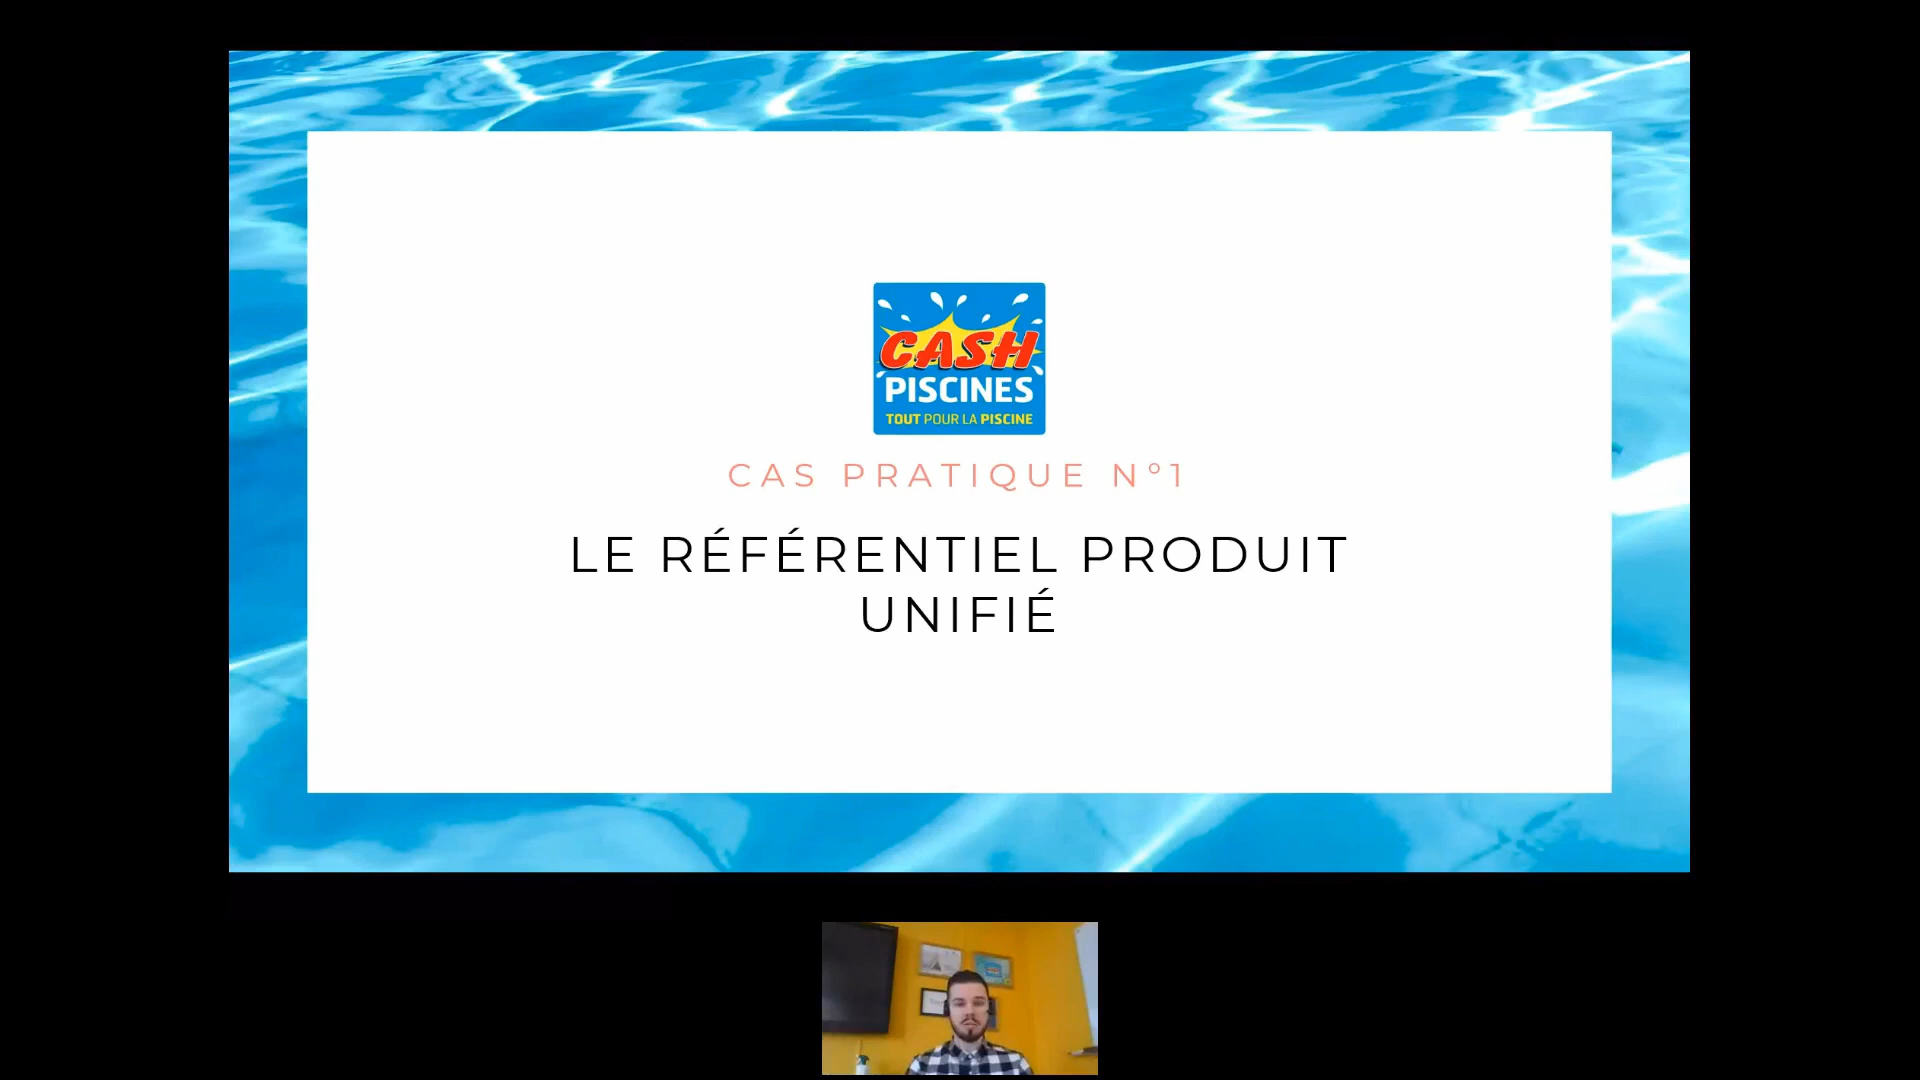 CASH
PISCINES
TOUT POUR LA PISCINE
CAS PRATIQUE N°1
LE RÉFÉRENTIEL PRODUIT
UNIFIÉ